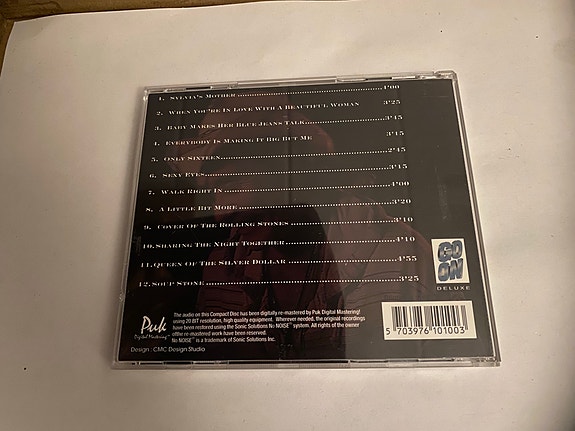 1. Sylvia's Mother........4'00
2. When You're In Love With A Beautiful Woman 3'25
3. Baby Makes Her Blue Jeans Talk........3'45
4. Everybody Is Making It Big But Me 3'15
5. Only Sixteen........2'45
6. Sexy Eyes........3'15
7. Walk Right In........4'00
8. A Little Bit More........3'20
9. Cover Of The Rolling Stones........3'10
10. Sharing The Night Together........4'10
11. Queen Of The Silver Dollar........4'55
12. Soup Stone........3'25
GO
ON
DELUXE
Puk
Digital Mastering
The audio on this Compact Disc has been digitally re-mastered by Puk Digital Mastering!
using 20 BIT resolution, high quality equipment. Wherever needed, the original recordings
have been restored using the Sonic Solutions No NOISE™ system. All rights of the owner
ofthe re-mastered work have been reserved.
No NOISE™ is a trademark of Sonic Solutions Inc.
Design : CMC Design Studio
5 703976 101003